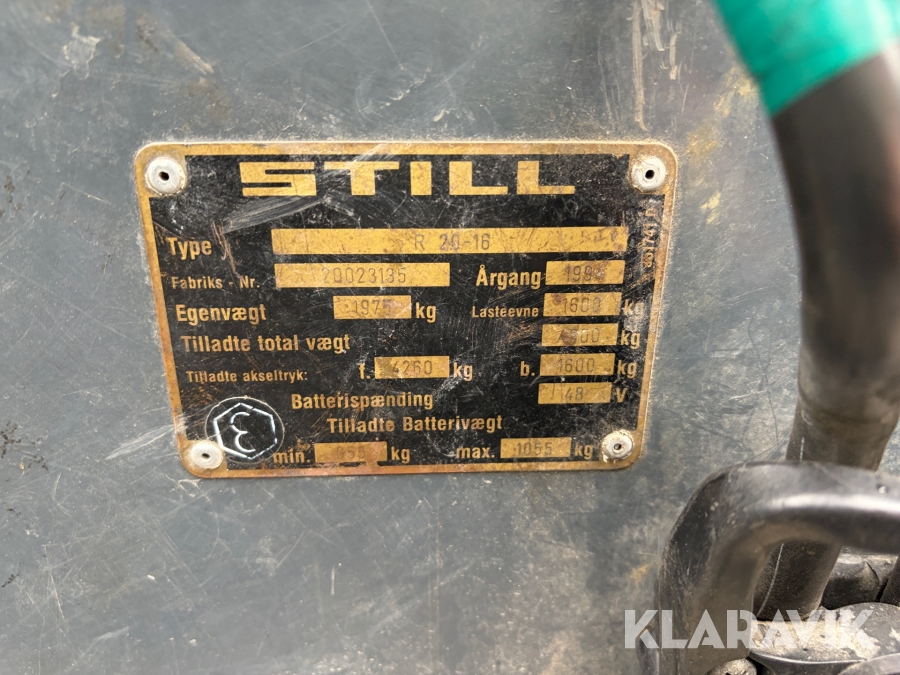 STILL
Type R 20-16
Fabriks - Nr. 20023135 Årgang
Egenvægt kg Lasteevne 1600 kg
Tilladte total vægt kg
Tilladte akseltryk: f. 4260 kg b. 1600 kg
Batterispænding 48 V
Tilladte Batterivægt
min. kg max. 1055 kg
KLARAVIK